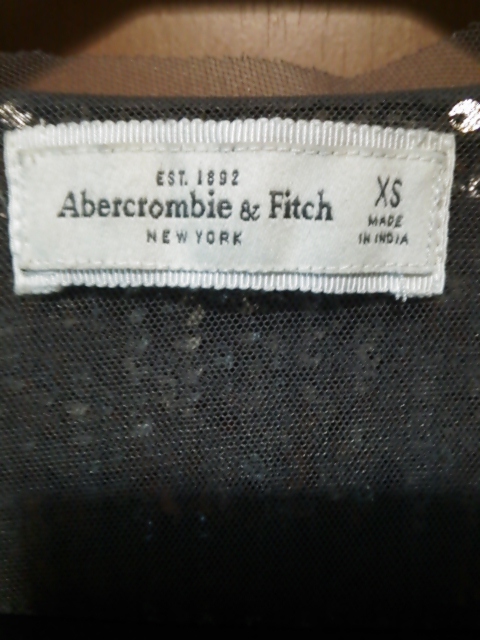 EST. 1892
Abercrombie & Fitch
NEW YORK
XS
MADE
IN INDIA